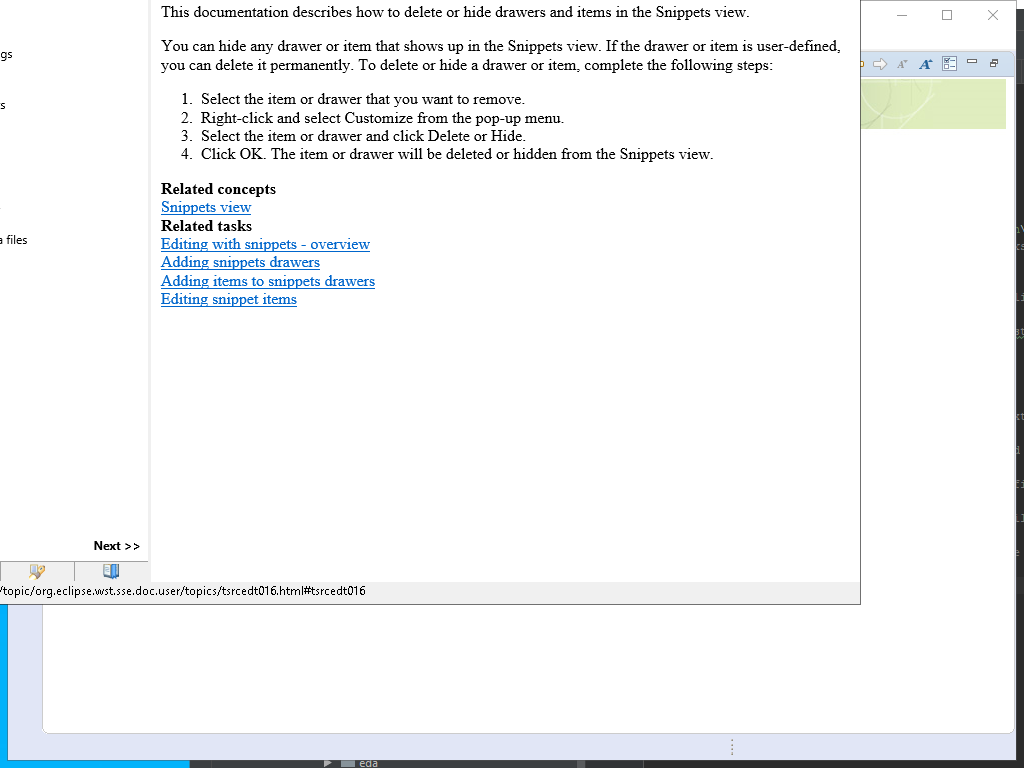 This documentation describes how to delete or hide drawers and items in the Snippets view.
gs
You can hide any drawer or item that shows up in the Snippets view. If the drawer or item is user-defined,
you can delete it permanently. To delete or hide a drawer or item, complete the following steps:
1. Select the item or drawer that you want to remove.
s
2. Right-click and select Customize from the pop-up menu.
3. Select the item or drawer and click Delete or Hide.
4. Click OK. The item or drawer will be deleted or hidden from the Snippets view.
Related concepts
Snippets view
Related tasks
a files
Editing with snippets - overview
Adding snippets drawers
Adding items to snippets drawers
Editing snippet items
Next >>
/topic/org.eclipse.wst.sse.doc.user/topics/tsrcedt016.html#tsrcedt016
eda